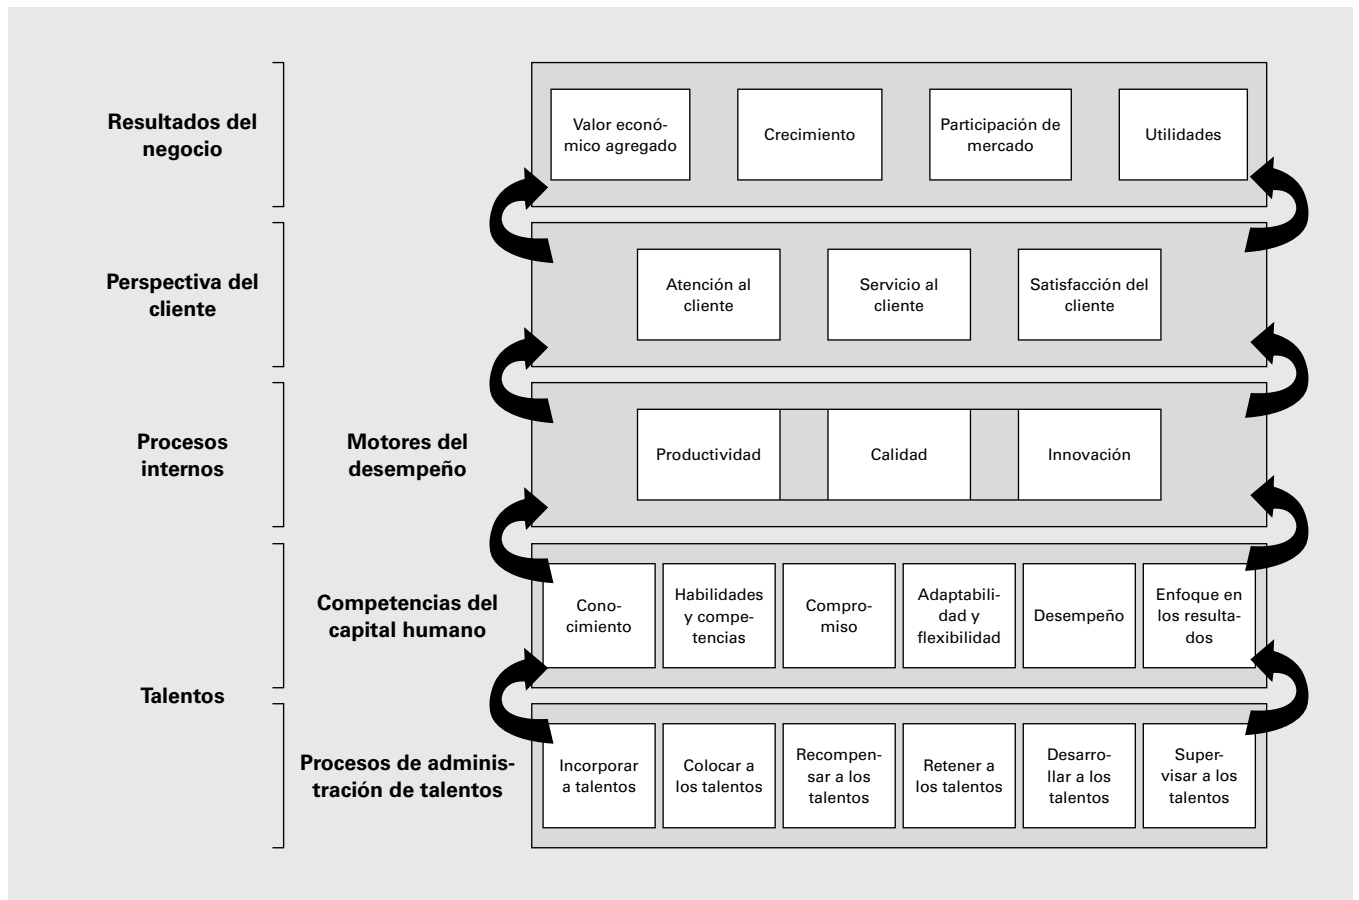 Resultados del
negocio
Valor econó-
mico agregado
Crecimiento
Participación de
mercado
Utilidades
Perspectiva del
cliente
Atención al
cliente
Servicio al
cliente
Satisfacción del
cliente
Procesos
internos
Motores del
desempeño
Productividad
Calidad
Innovación
Talentos
Competencias del
capital humano
Cono-
cimiento
Habilidades
y compe-
tencias
Compro-
miso
Adaptabili-
dad y
flexibilidad
Desempeño
Enfoque en
los resulta-
dos
Procesos de adminis-
tración de talentos
Incorporar
a talentos
Colocar a
los talentos
Recompen-
sar a los
talentos
Retener a
los talentos
Desarro-
llar a los
talentos
Super-
visar a los
talentos